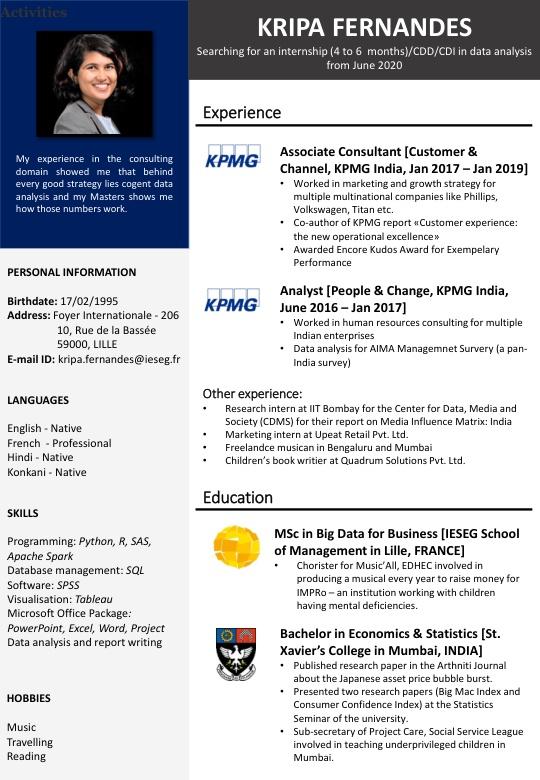 Activities
My experience in the consulting
domain showed me that behind
every good strategy lies cogent data
analysis and my Masters shows me
how those numbers work.
PERSONAL INFORMATION
Birthdate: 17/02/1995
Address: Foyer Internationale - 206
10, Rue de la Bassée
59000, LILLE
E-mail ID: kripa.fernandes@ieseg.fr
LANGUAGES
English - Native
French - Professional
Hindi - Native
Konkani - Native
SKILLS
Programming: Python, R, SAS,
Apache Spark
Database management: SQL
Software: SPSS
Visualisation: Tableau
Microsoft Office Package:
PowerPoint, Excel, Word, Project
Data analysis and report writing
HOBBIES
Music
Travelling
Reading
KRIPA FERNANDES
Searching for an internship (4 to 6 months)/CDD/CDI in data analysis
from June 2020
Experience
KPMG
Associate Consultant [Customer &
Channel, KPMG India, Jan 2017 – Jan 2019]
• Worked in marketing and growth strategy for
multiple multinational companies like Phillips,
Volkswagen, Titan etc.
• Co-author of KPMG report «Customer experience:
the new operational excellence»
• Awarded Encore Kudos Award for Exempelary
Performance
KPMG
Analyst [People & Change, KPMG India,
June 2016 – Jan 2017]
• Worked in human resources consulting for multiple
Indian enterprises
• Data analysis for AIMA Managemnet Survery (a pan-
India survey)
Other experience:
• Research intern at IIT Bombay for the Center for Data, Media and
Society (CDMS) for their report on Media Influence Matrix: India
• Marketing intern at Upeat Retail Pvt. Ltd.
• Freelandce musican in Bengaluru and Mumbai
• Children's book writier at Quadrum Solutions Pvt. Ltd.
Education
MSc in Big Data for Business [IESEG School
of Management in Lille, FRANCE]
• Chorister for Music'All, EDHEC involved in
producing a musical every year to raise money for
IMPRo – an institution working with children
having mental deficiencies.
Bachelor in Economics & Statistics [St.
Xavier's College in Mumbai, INDIA]
• Published research paper in the Arthniti Journal
about the Japanese asset price bubble burst.
• Presented two research papers (Big Mac Index and
Consumer Confidence Index) at the Statistics
Seminar of the university.
• Sub-secretary of Project Care, Social Service League
involved in teaching underprivileged children in
Mumbai.